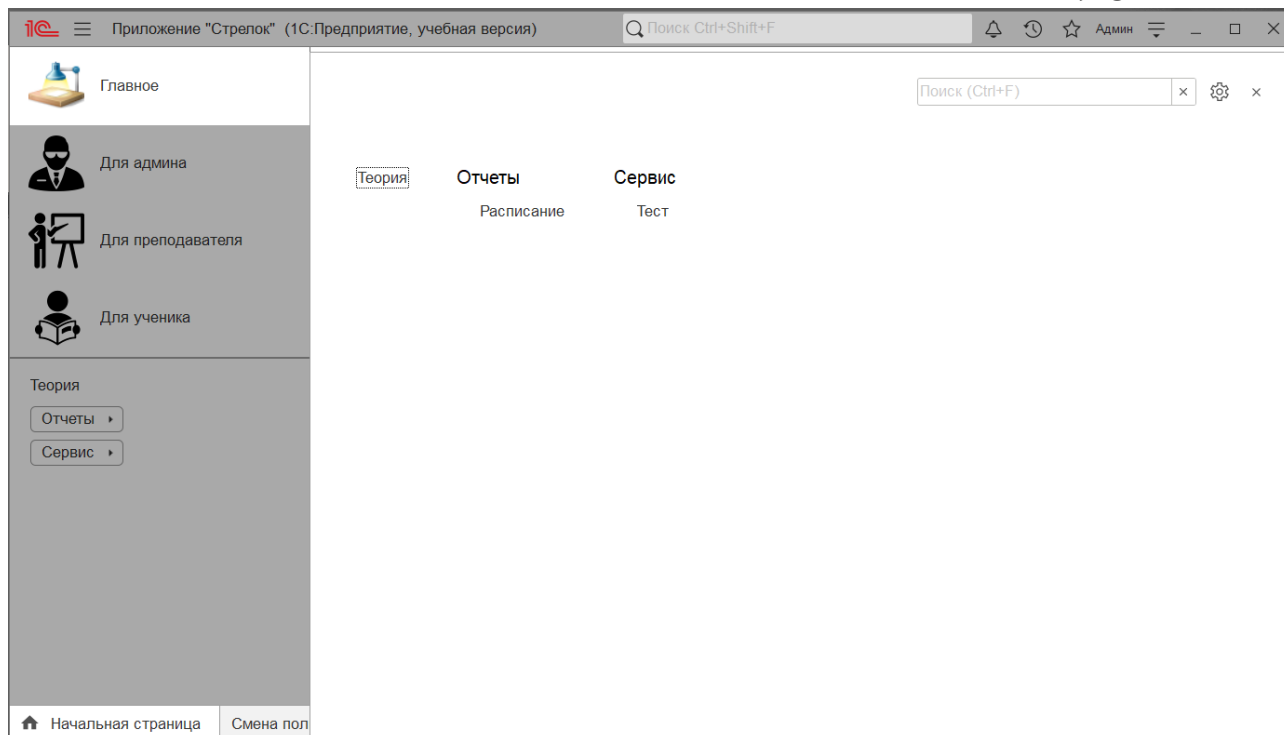 1С Приложение "Стрелок" (1С:Предприятие, учебная версия) Поиск Ctrl+Shift+F Админ
Главное
Поиск (Ctrl+F)
Для админа
Теория Отчеты Сервис
Расписание Тест
Для преподавателя
Для ученика
Теория
Отчеты
Сервис
Начальная страница Смена пол